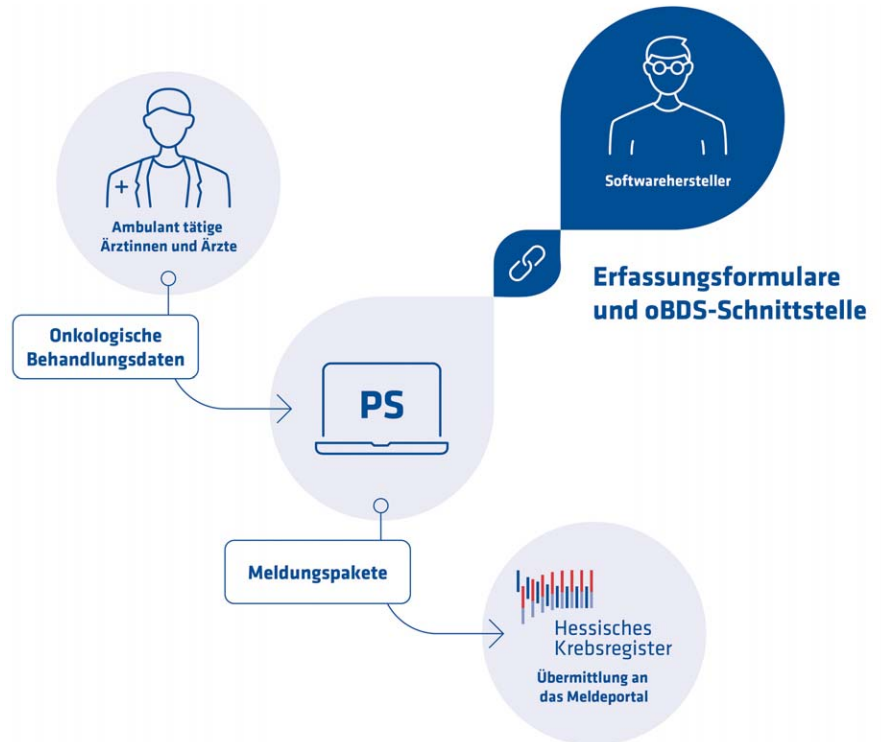 Softwarehersteller
Ambulant tätige
Ärztinnen und Ärzte
Erfassungsformulare
und oBDS-Schnittstelle
Onkologische
Behandlungsdaten
PS
Meldungspakete
Hessisches
Krebsregister
Übermittlung an
das Meldeportal